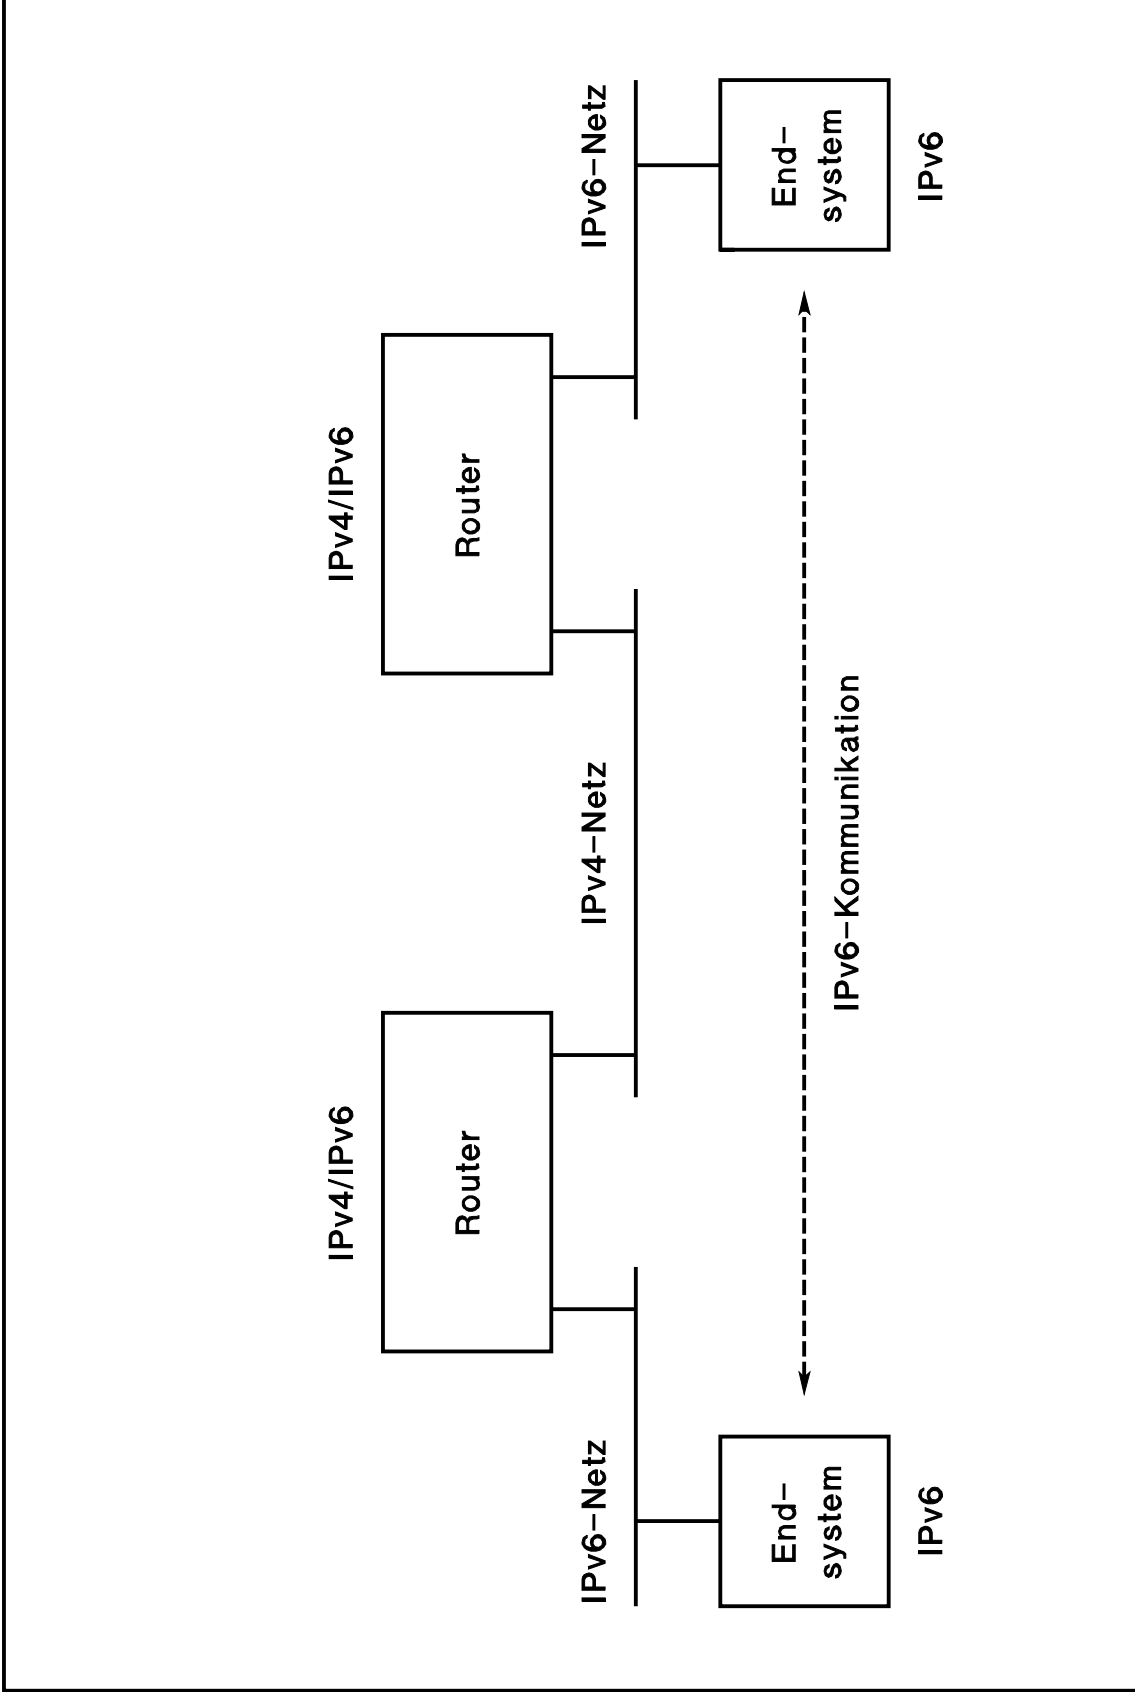 IPv4/IPv6
IPv4/IPv6
Router
Router
IPv6–Netz
IPv4–Netz
IPv6–Netz
End–
system
End–
system
IPv6–Kommunikation
IPv6
IPv6